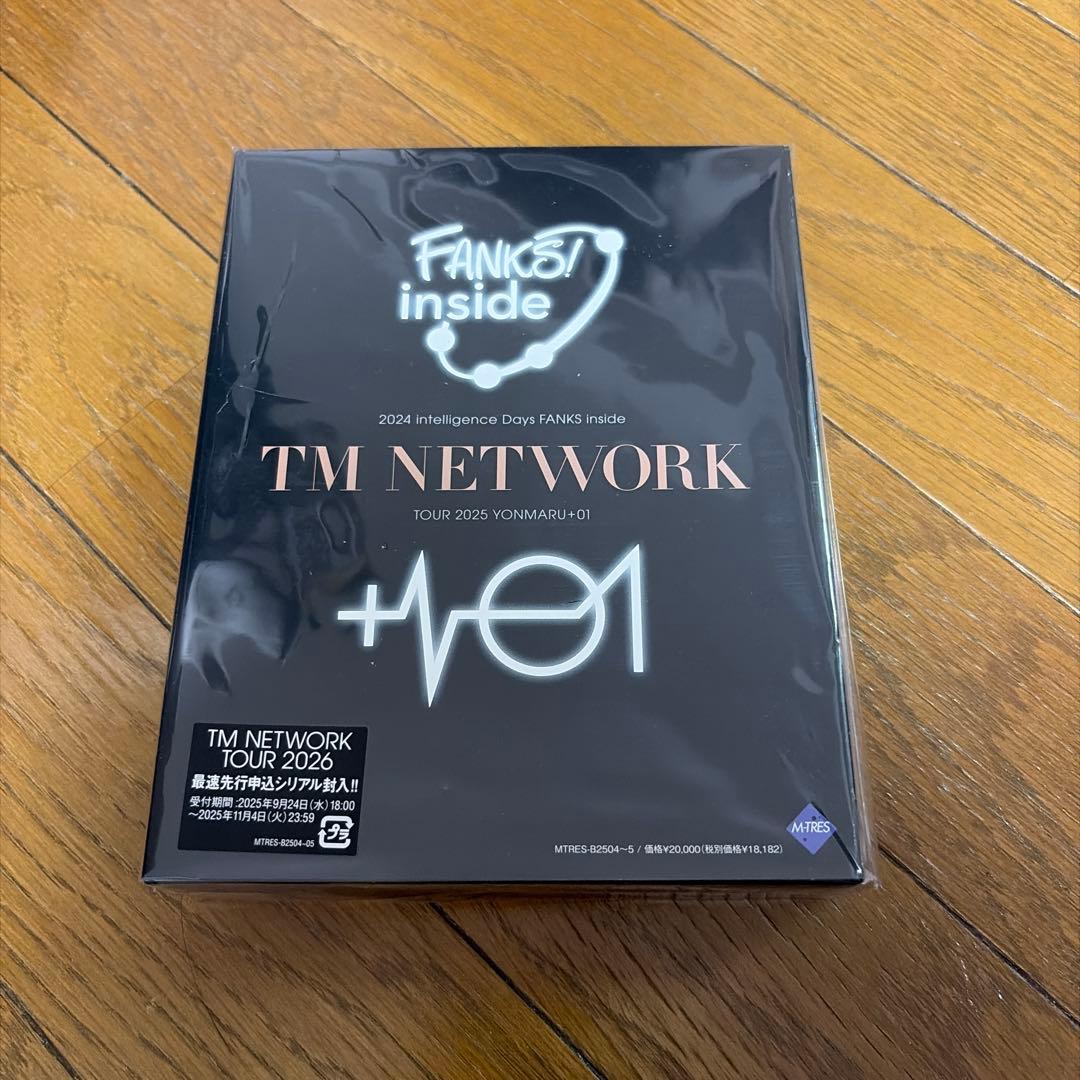 FANKS!
inside
2024 intelligence Days FANKS inside
TM NETWORK
TOUR 2025 YONMARU+01
+01
TM NETWORK
TOUR 2026
最速先行申込シリアル封入!!
受付期間:2025年9月24日(水)18:00
〜2025年11月4日(火)23:59
プラ
MTRES-B2504-05
M-TRES
MTRES-B2504〜5 / 価格¥20,000(税別価格¥18,182)